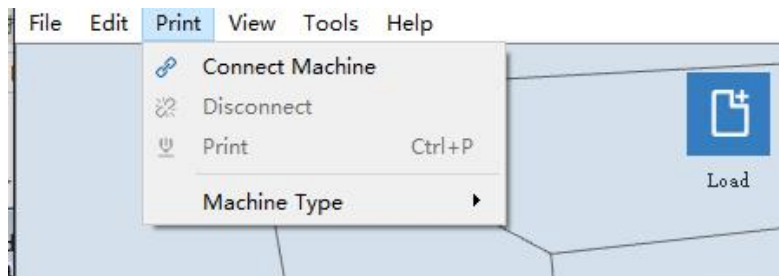 File Edit Print View Tools Help
Connect Machine
Disconnect
Print Ctrl+P
Machine Type
Load